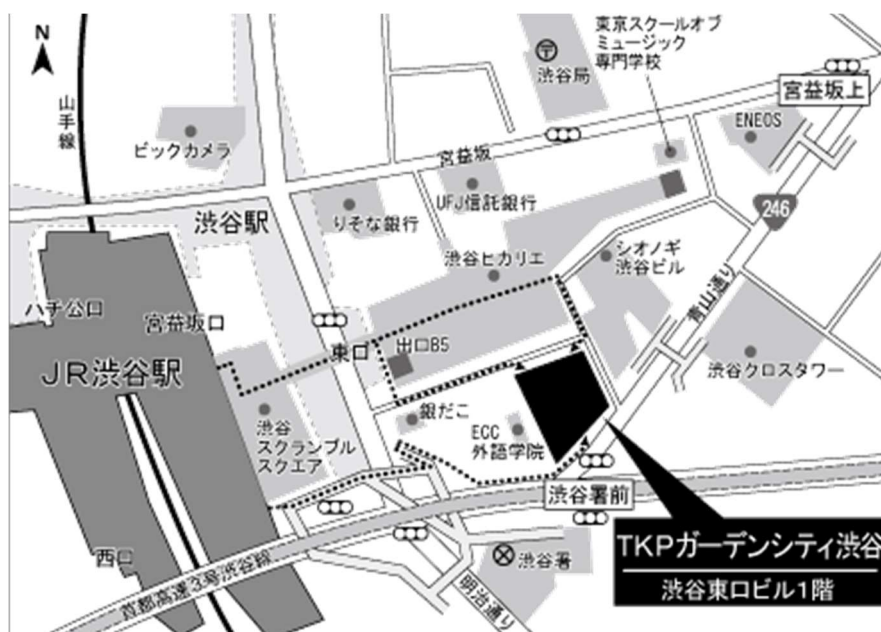 N
山手線
ビックカメラ
渋谷局
東京スクールオブ
ミュージック
専門学校
宮益坂上
ENEOS
宮益坂
246
渋谷駅
りそな銀行
UFJ信託銀行
渋谷ヒカリエ
シオノギ
渋谷ビル
青山通り
ハチ公口
宮益坂口
東口
出口B5
JR渋谷駅
渋谷クロスタワー
渋谷
スクランブル
スクエア
銀だこ
ECC
外語学院
渋谷署前
TKPガーデンシティ渋谷
渋谷東口ビル1階
西口
首都高速3号渋谷線
渋谷署
明治通り